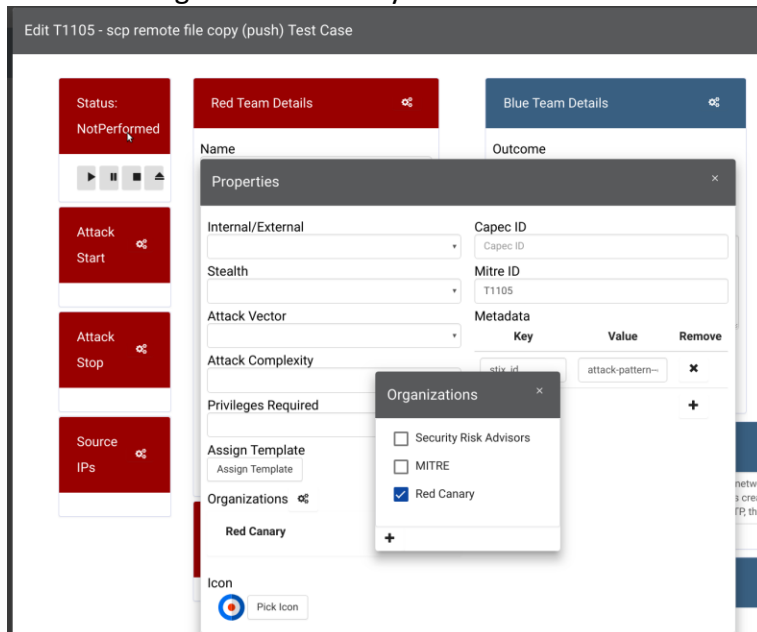 Edit T1105 - scp remote file copy (push) Test Case
Status:
NotPerformed
Red Team Details
Blue Team Details
Name
Outcome
Properties
×
Attack
Start
Attack
Stop
Source
IPs
Internal/External
Stealth
Attack Vector
Attack Complexity
Privileges Required
Assign Template
Assign Template
Organizations
Red Canary
Icon
Pick Icon
Capec ID
Capec ID
Mitre ID
T1105
Metadata
Key Value Remove
stix_id attack-pattern--
Organizations ×
Security Risk Advisors
MITRE
Red Canary
+
+